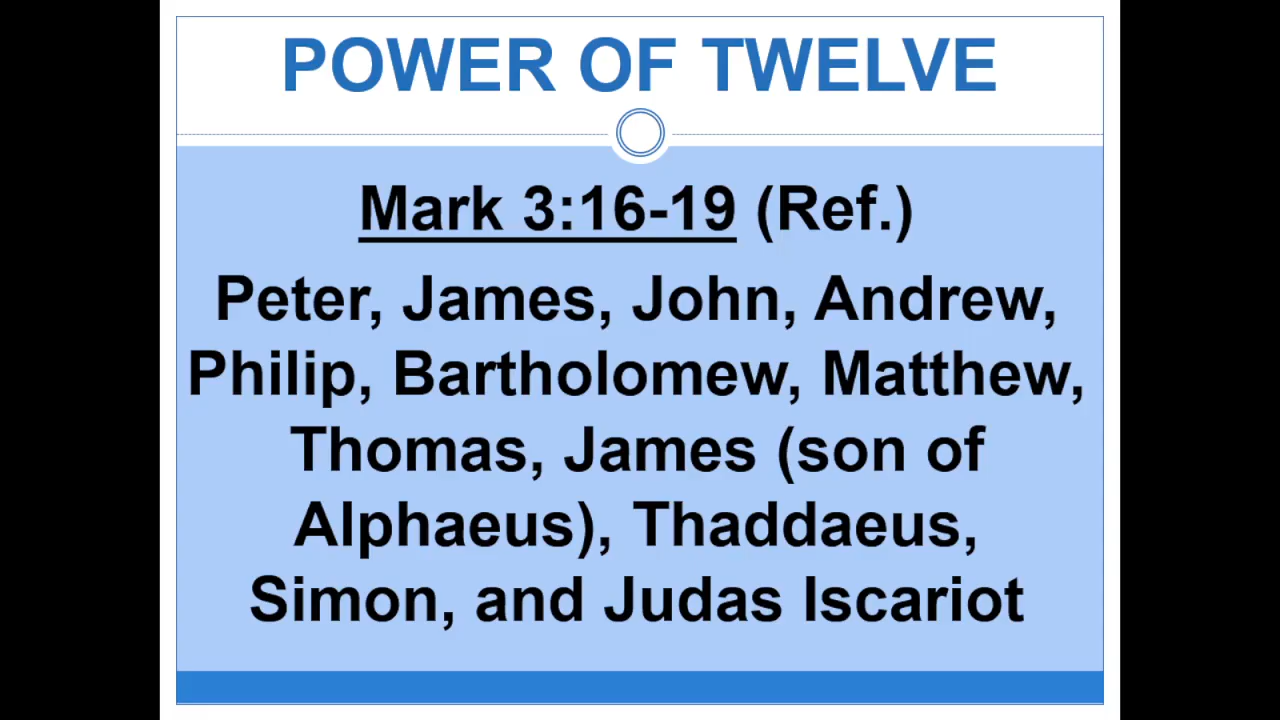 POWER OF TWELVE
Mark 3:16-19 (Ref.)
Peter, James, John, Andrew,
Philip, Bartholomew, Matthew,
Thomas, James (son of
Alphaeus), Thaddaeus,
Simon, and Judas Iscariot